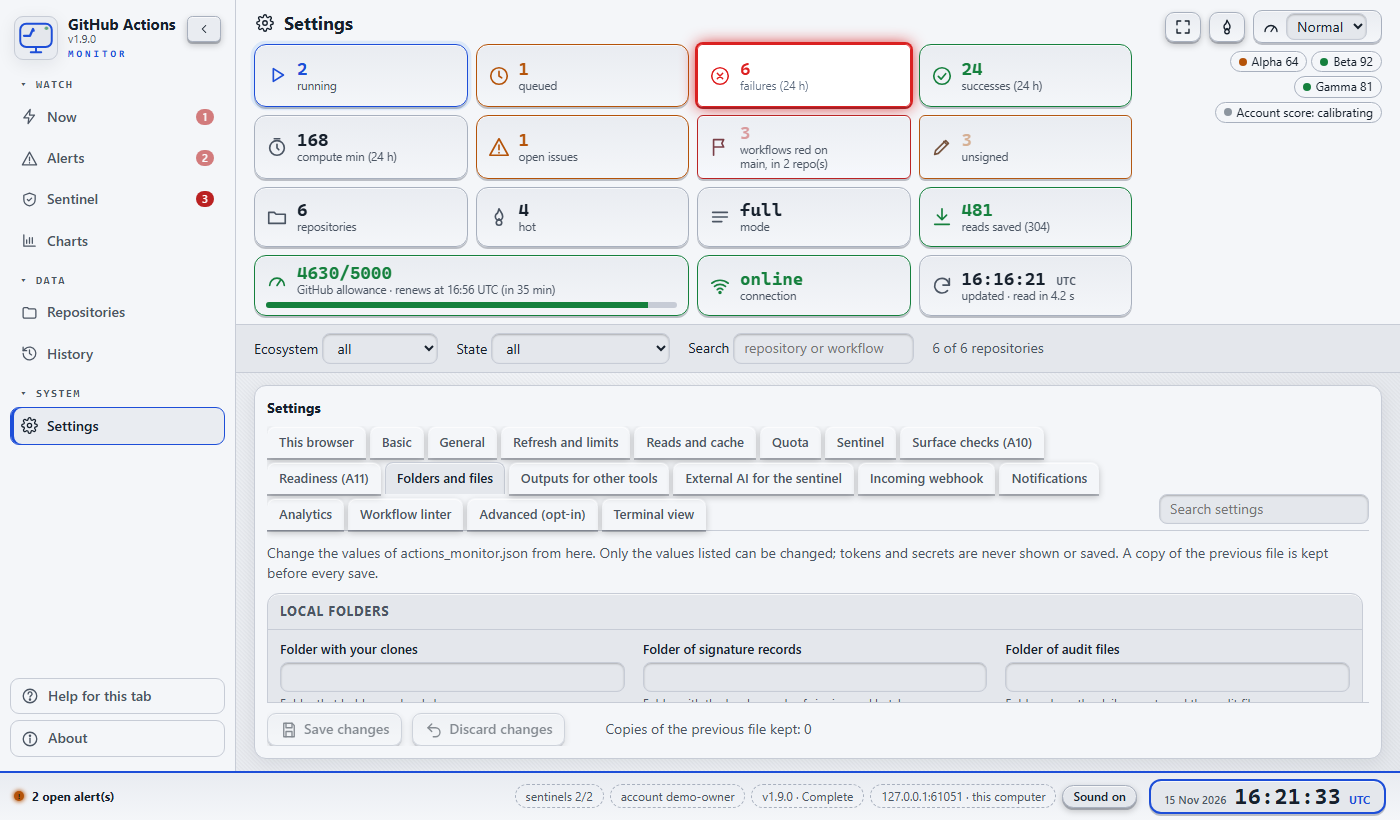 GitHub Actions
v1.9.0
MONITOR
WATCH
Now 1
Alerts 2
Sentinel 3
Charts
DATA
Repositories
History
SYSTEM
Settings
Help for this tab
About
Settings
Normal
Alpha 64
Beta 92
Gamma 81
Account score: calibrating
2
running
1
queued
6
failures (24 h)
24
successes (24 h)
168
compute min (24 h)
1
open issues
3
workflows red on
main, in 2 repo(s)
3
unsigned
6
repositories
4
hot
full
mode
481
reads saved (304)
4630/5000
GitHub allowance · renews at 16:56 UTC (in 35 min)
online
connection
16:16:21 UTC
updated · read in 4.2 s
Ecosystem all State all Search repository or workflow 6 of 6 repositories
Settings
This browser Basic General Refresh and limits Reads and cache Quota Sentinel Surface checks (A10)
Readiness (A11) Folders and files Outputs for other tools External AI for the sentinel Incoming webhook Notifications
Analytics Workflow linter Advanced (opt-in) Terminal view
Search settings
Change the values of actions_monitor.json from here. Only the values listed can be changed; tokens and secrets are never shown or saved. A copy of the previous file is kept
before every save.
LOCAL FOLDERS
Folder with your clones Folder of signature records Folder of audit files
Save changes Discard changes Copies of the previous file kept: 0
2 open alert(s)
sentinels 2/2 account demo-owner v1.9.0 · Complete 127.0.0.1:61051 · this computer Sound on 15 Nov 2026 16:21:33 UTC